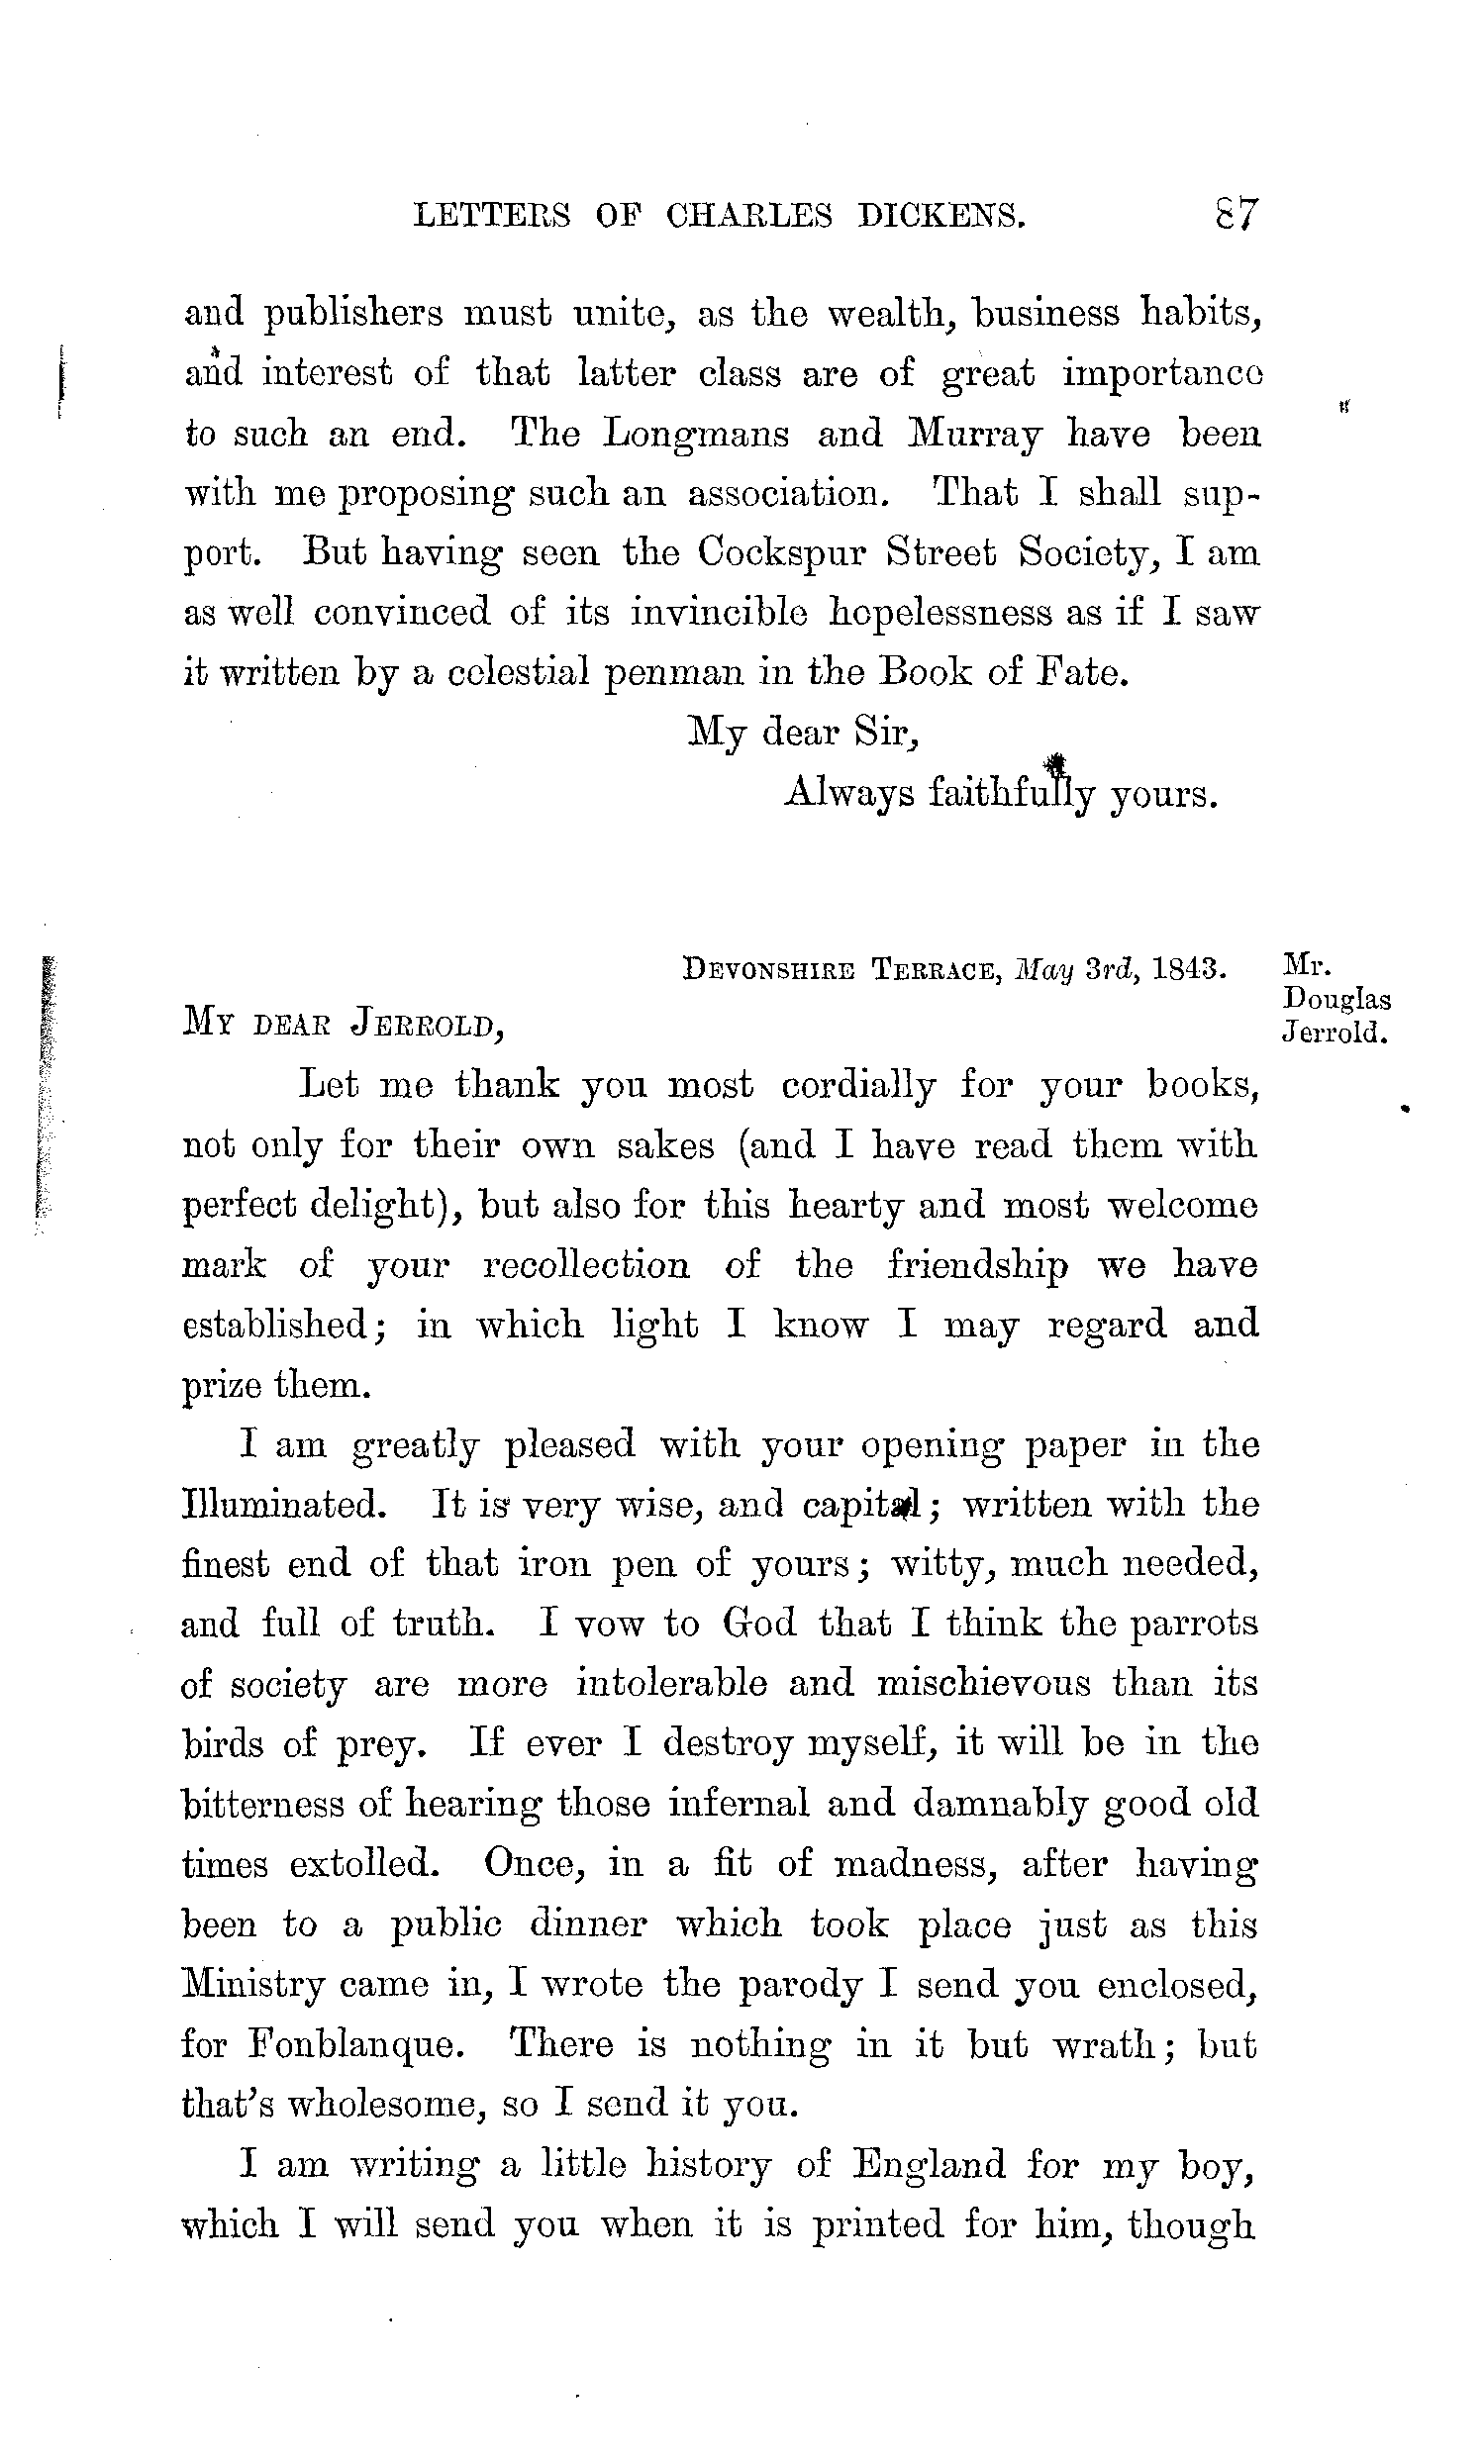 LETTERS OF CHARLES DICKENS. 87
and publishers must unite, as the wealth, business habits,
and interest of that latter class are of great importance
to such an end. The Longmans and Murray have been
with me proposing such an association. That I shall sup-
port. But having seen the Cockspur Street Society, I am
as well convinced of its invincible hopelessness as if I saw
it written by a celestial penman in the Book of Fate.
My dear Sir,
Always faithfully yours.
DEVONSHIRE TERRACE, May 3rd, 1843.
Mr.
Douglas
Jerrold.
MY DEAR JERROLD,
Let me thank you most cordially for your books,
not only for their own sakes (and I have read them with
perfect delight), but also for this hearty and most welcome
mark of your recollection of the friendship we have
established; in which light I know I may regard and
prize them.
I am greatly pleased with your opening paper in the
Illuminated. It is very wise, and capital; written with the
finest end of that iron pen of yours; witty, much needed,
and full of truth. I vow to God that I think the parrots
of society are more intolerable and mischievous than its
birds of prey. If ever I destroy myself, it will be in the
bitterness of hearing those infernal and damnably good old
times extolled. Once, in a fit of madness, after having
been to a public dinner which took place just as this
Ministry came in, I wrote the parody I send you enclosed,
for Fonblanque. There is nothing in it but wrath; but
that's wholesome, so I send it you.
I am writing a little history of England for my boy,
which I will send you when it is printed for him, though